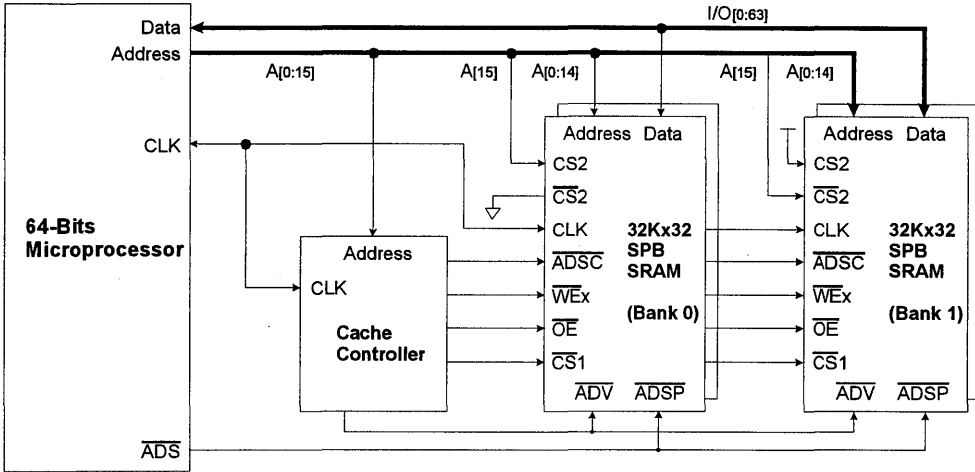 I/O[0:63]
Data
Address
A[0:15]
A[15]
A[0:14]
A[15]
A[0:14]
CLK
64-Bits
Microprocessor
ADS
Address
CLK
Cache
Controller
Address Data
CS2
CS2
CLK
ADSC
WEx
OE
CS1
32Kx32
SPB
SRAM
(Bank 0)
ADV ADSP
Address Data
CS2
CS2
CLK
ADSC
WEx
OE
CS1
32Kx32
SPB
SRAM
(Bank 1)
ADV ADSP